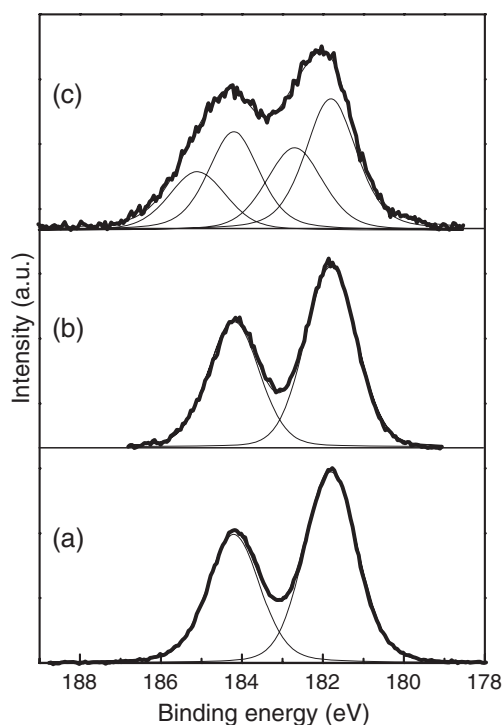 (c)
(b)
(a)
Intensity (a.u.)
188 186 184 182 180 178
Binding energy (eV)